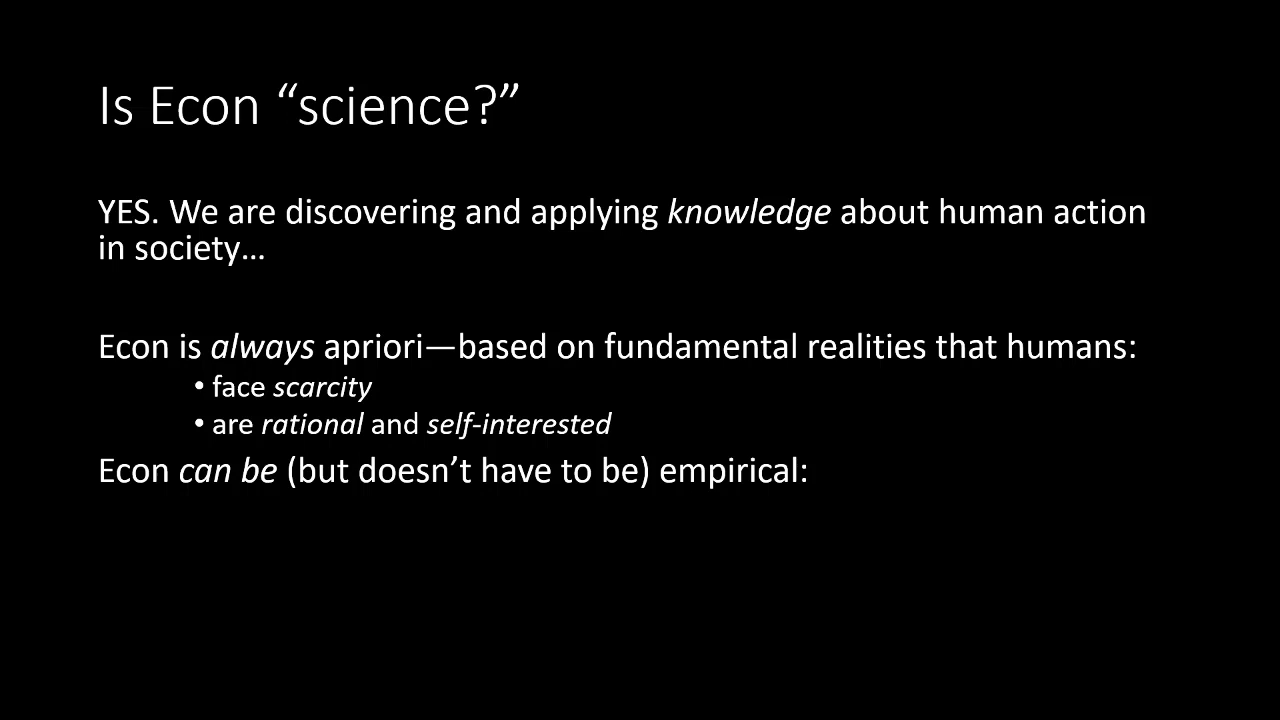 Is Econ “science?”
YES. We are discovering and applying knowledge about human action
in society…
Econ is always apriori—based on fundamental realities that humans:
• face scarcity
• are rational and self-interested
Econ can be (but doesn’t have to be) empirical: